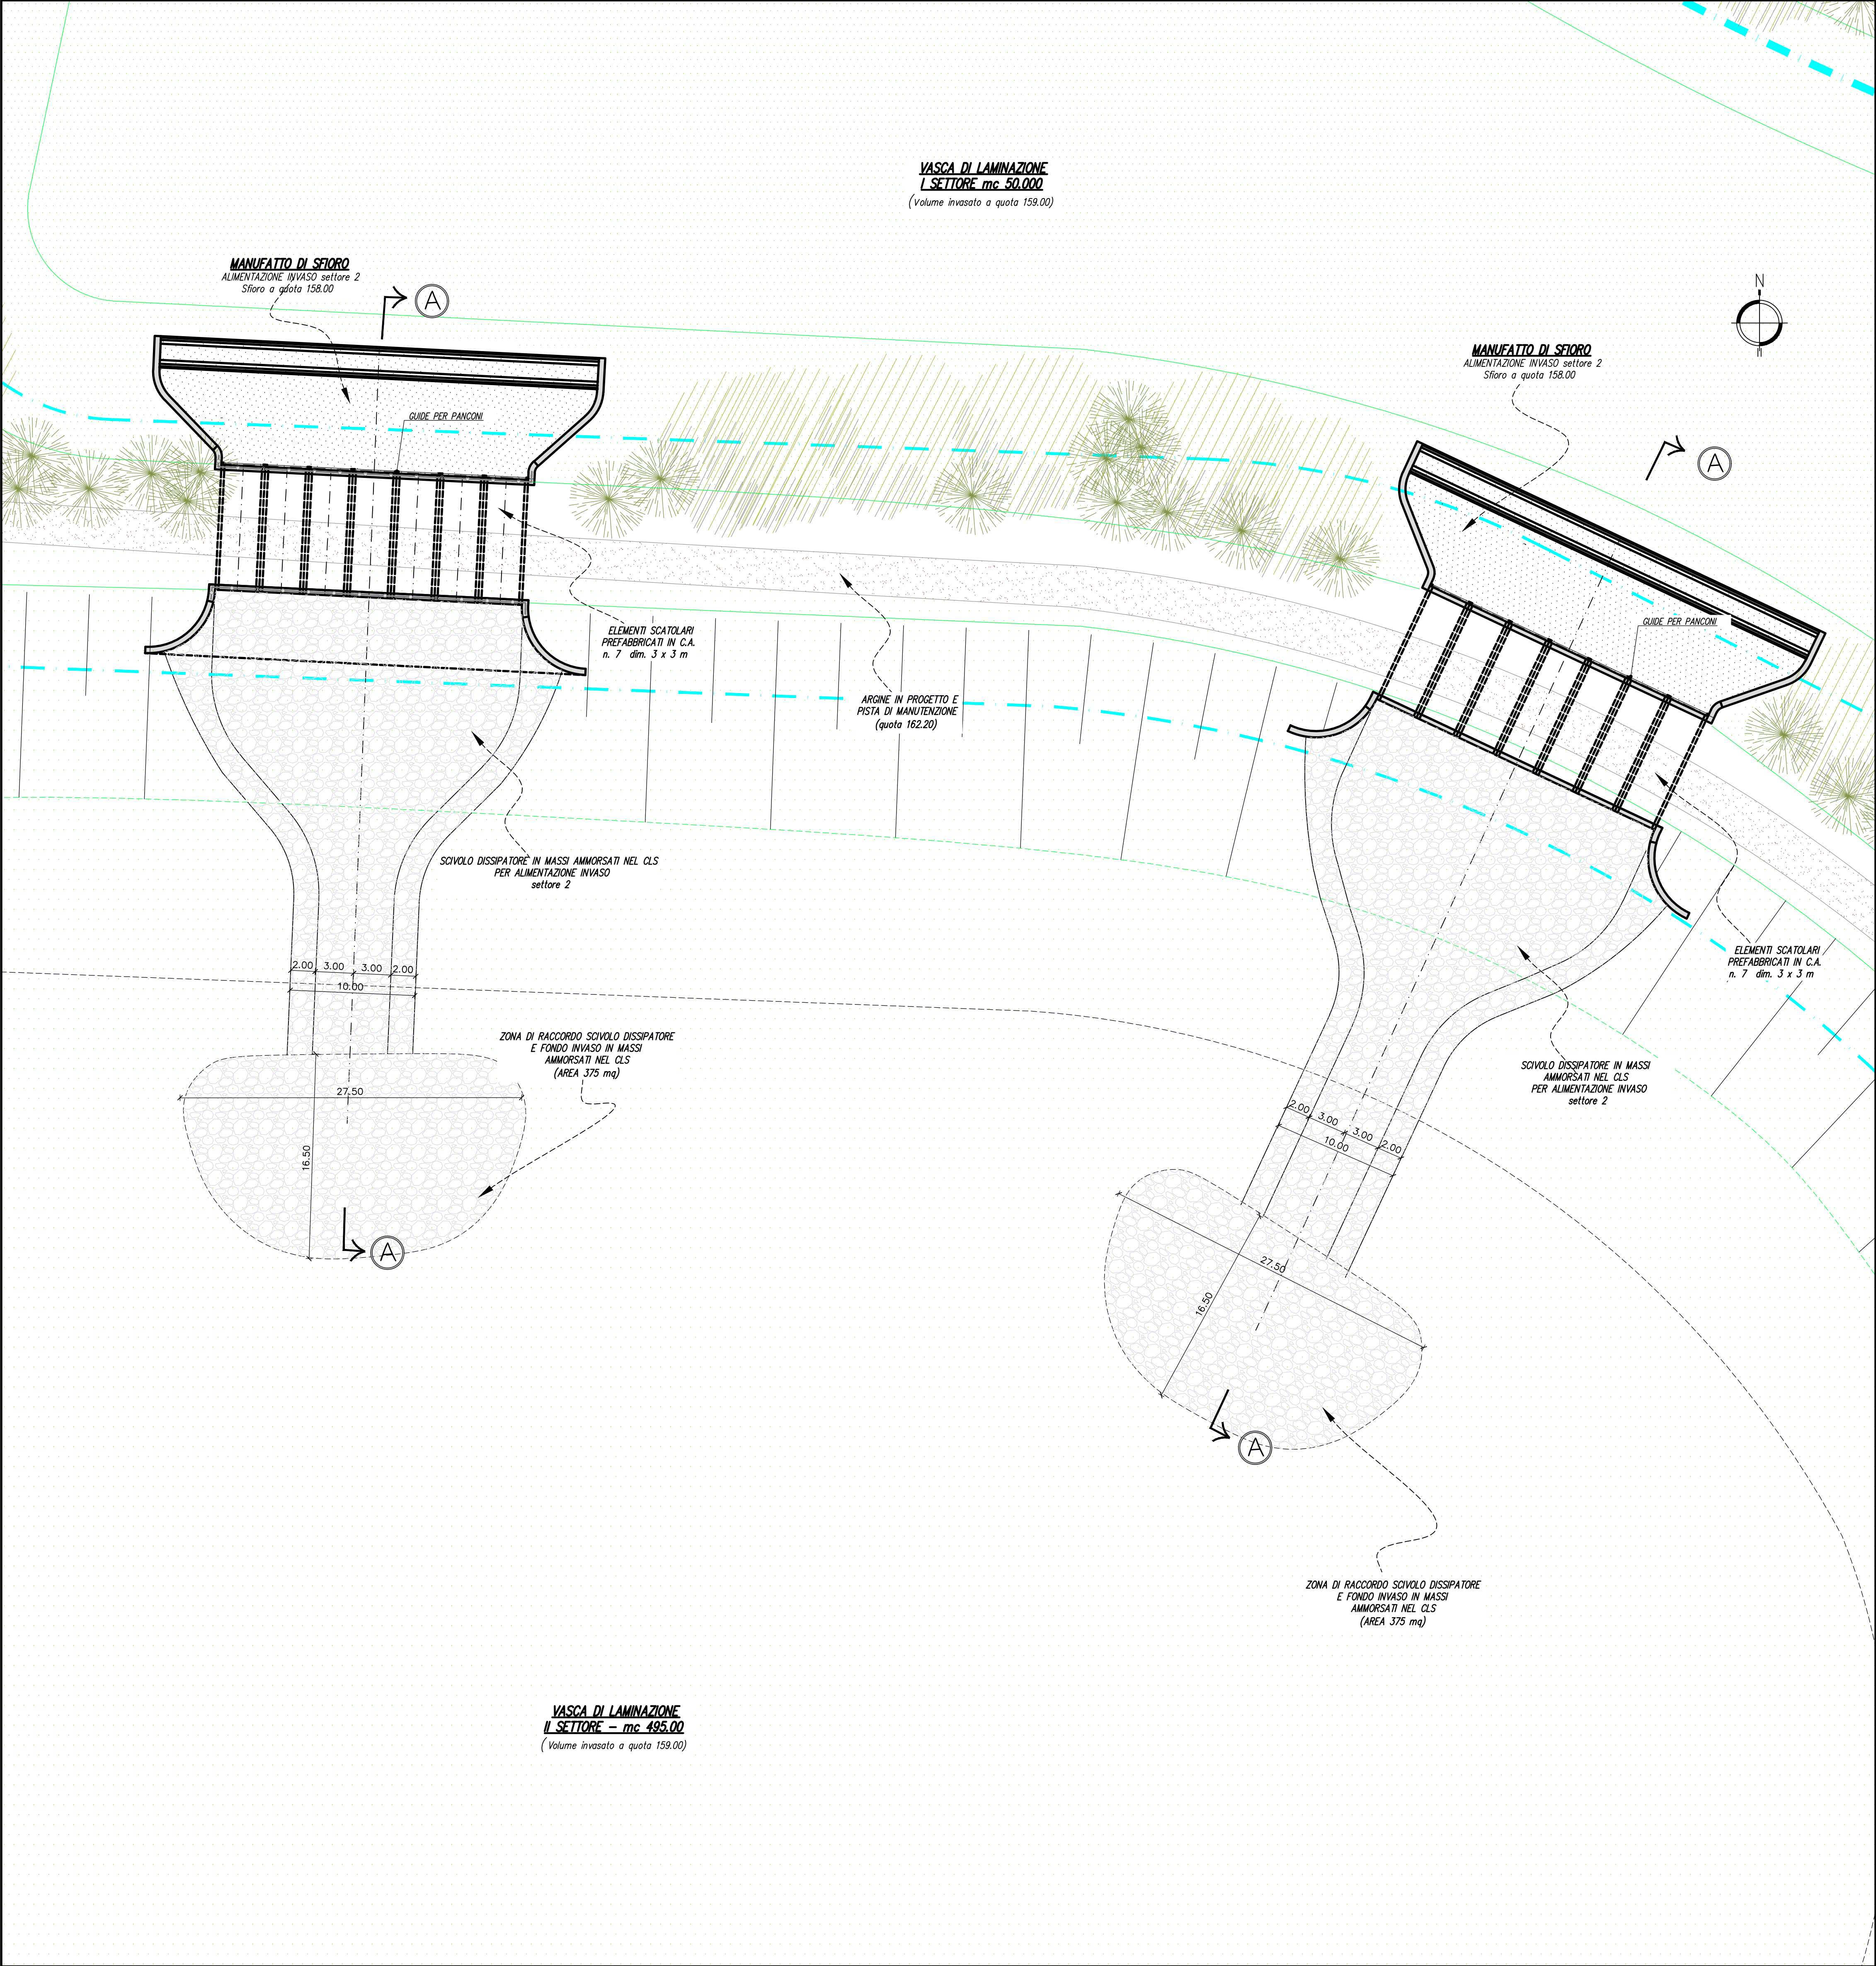 VASCA DI LAMINAZIONE
I SETTORE mc 50.000
(Volume invasato a quota 159.00)
MANUFATTO DI SFIORO
ALIMENTAZIONE INVASO settore 2
Sfioro a quota 158.00
A
N
MANUFATTO DI SFIORO
ALIMENTAZIONE INVASO settore 2
Sfioro a quota 158.00
GUIDE PER PANCONI
A
GUIDE PER PANCONI
ELEMENTI SCATOLARI
PREFABBRICATI IN C.A.
n. 7 dim. 3 x 3 m
ARGINE IN PROGETTO E
PISTA DI MANUTENZIONE
(quota 162.20)
SCIVOLO DISSIPATORE IN MASSI AMMORSATI NEL CLS
PER ALIMENTAZIONE INVASO
settore 2
ELEMENTI SCATOLARI
PREFABBRICATI IN C.A.
n. 7 dim. 3 x 3 m
2.00 3.00 3.00 2.00
10.00
ZONA DI RACCORDO SCIVOLO DISSIPATORE
E FONDO INVASO IN MASSI
AMMORSATI NEL CLS
(AREA 375 mq)
SCIVOLO DISSIPATORE IN MASSI
AMMORSATI NEL CLS
PER ALIMENTAZIONE INVASO
settore 2
27.50
16.50
2.00 3.00 3.00 2.00
10.00
A
27.50
16.50
A
ZONA DI RACCORDO SCIVOLO DISSIPATORE
E FONDO INVASO IN MASSI
AMMORSATI NEL CLS
(AREA 375 mq)
VASCA DI LAMINAZIONE
II SETTORE - mc 495.00
(Volume invasato a quota 159.00)